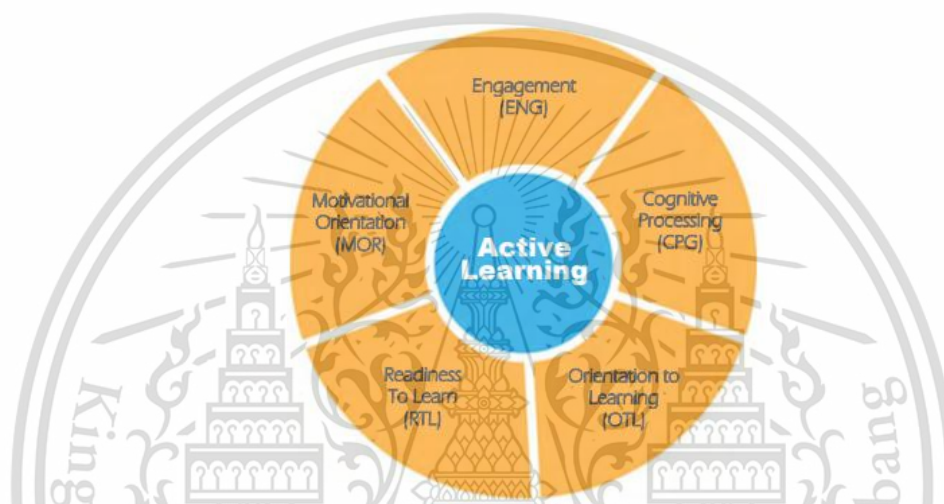 Engagement
(ENG)
Motivational
Orientation
(MOR)
Cognitive
Processing
(CPG)
Active
Learning
Readiness
To Learn
(RTL)
Orientation to
Learning
(OTL)